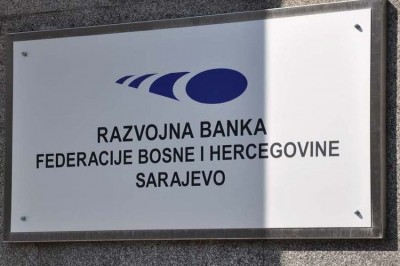 RAZVOJNA BANKA
FEDERACIJE BOSNE I HERCEGOVINE
SARAJEVO